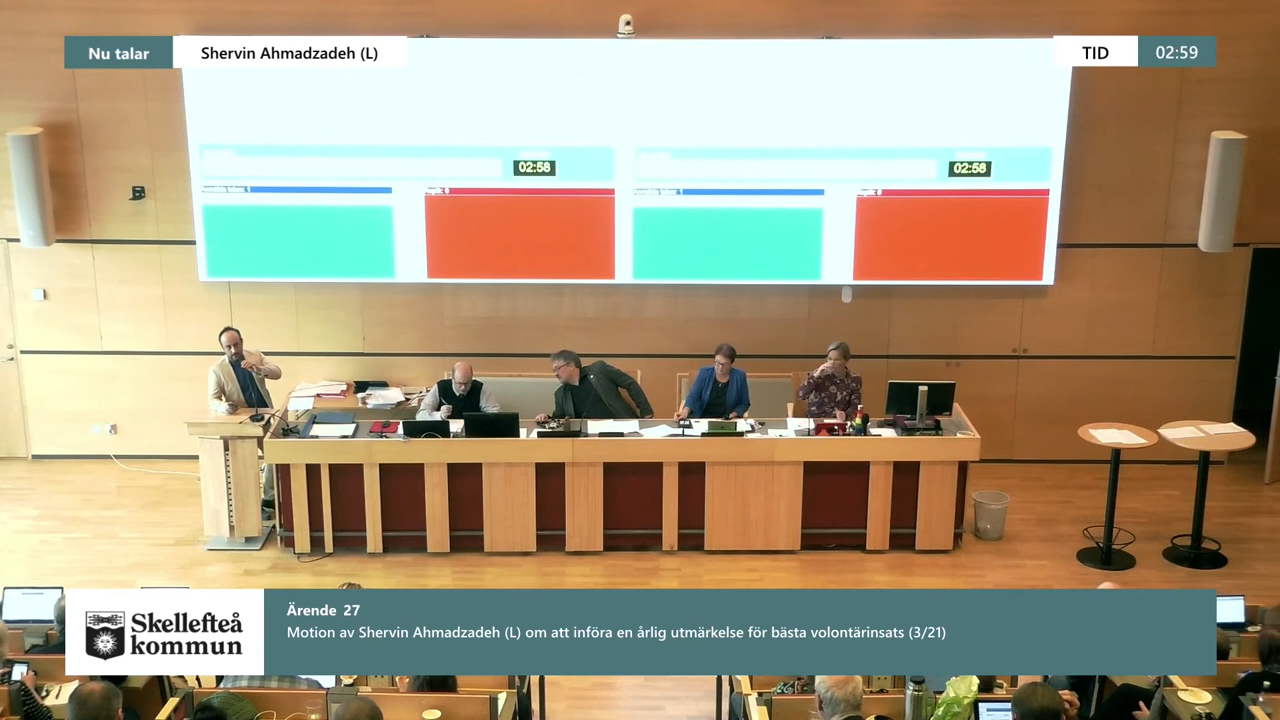 Nu talar
Shervin Ahmadzadeh (L)
TID
02:59
02:58
02:58
Skellefteå
kommun
Ärende 27
Motion av Shervin Ahmadzadeh (L) om att införa en årlig utmärkelse för bästa volontärinsats (3/21)